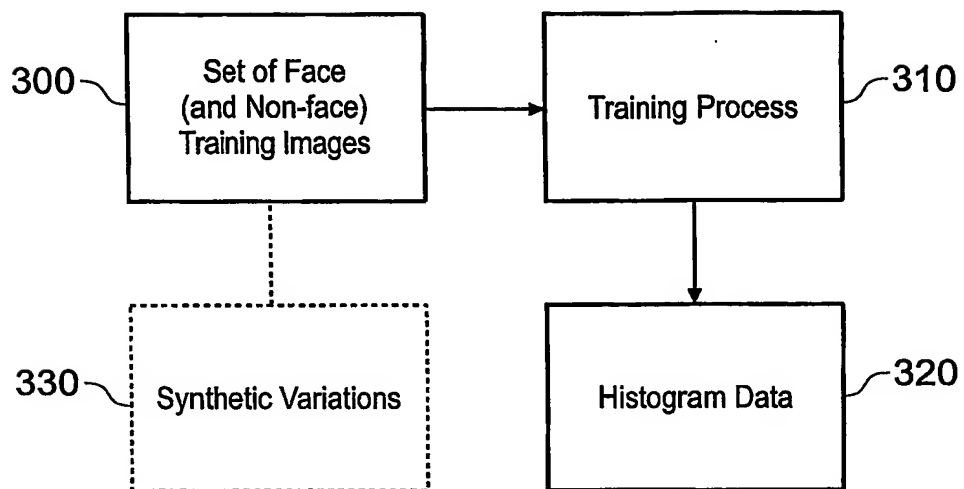 300
Set of Face
(and Non-face)
Training Images
Training Process
310
330
Synthetic Variations
Histogram Data
320